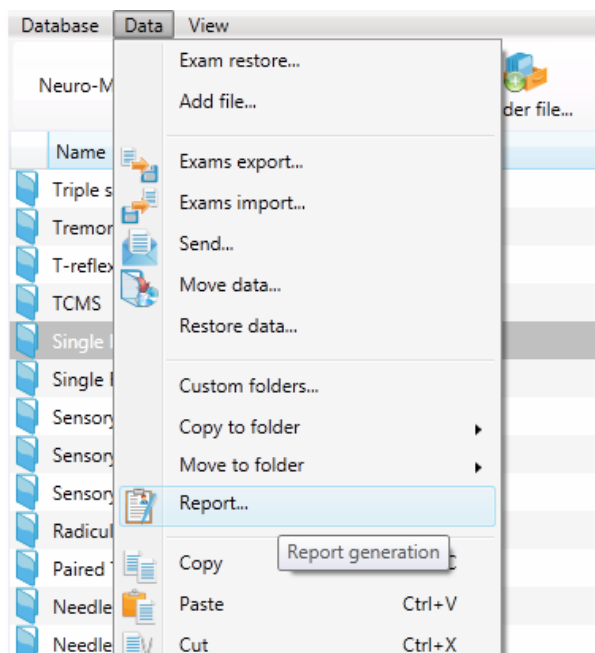 Database Data View
Exam restore...
Neuro-M
Add file...
der file...
Name
Exams export...
Triple s
Exams import...
Tremor
Send...
T-reflex
Move data...
TCMS
Restore data...
Single
Single
Custom folders...
Sensory
Copy to folder
Sensory
Move to folder
Sensory
Report...
Radicul
Report generation
Copy
Paired
Paste Ctrl+V
Needle
Cut Ctrl+X
Needle